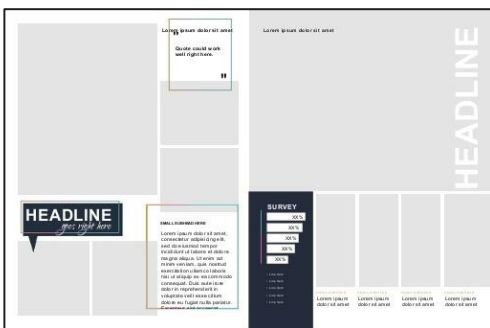 Lorem ipsum dolor sit amet
"
Quote could work
well right here.
"
HEADLINE
goes right here
SMALL SUBHEAD HERE
Lorem ipsum dolor sit amet,
consectetur adipiscing elit,
sed do eiusmod tempor
incididunt ut labore et dolore
magna aliqua. Ut enim ad
minim veniam, quis nostrud
exercitation ullamco laboris
nisi ut aliquip ex ea commodo
consequat. Duis aute irure
dolor in reprehenderit in
voluptate velit esse cillum
dolore eu fugiat nulla pariatur.
Lorem ipsum dolor sit amet
HEADLINE
SURVEY
XX%
XX%
XX%
XX%
XX%
Lorem ipsum
dolor sit amet
Lorem ipsum
dolor sit amet
Lorem ipsum
dolor sit amet
Lorem ipsum
dolor sit amet